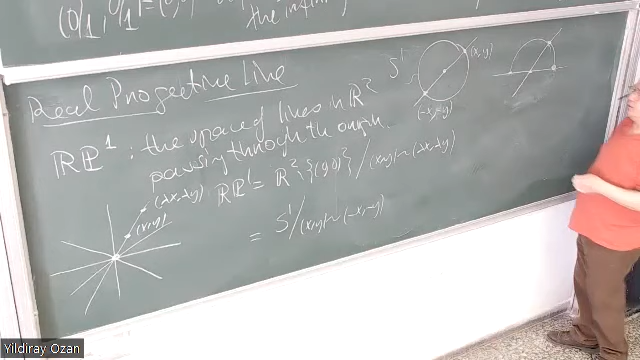 the infini
Real Projective Line
S¹
(x,y)
(-x,-y)
RP¹ : the space of lines in R²
passing through the origin.
RP¹ = R² \ {(0,0)} / (x,y) ~ (λx,λy)
(λx, λy)
(x,y)
= S¹ / (x,y) ~ (-x,-y)
Yildiray Ozan